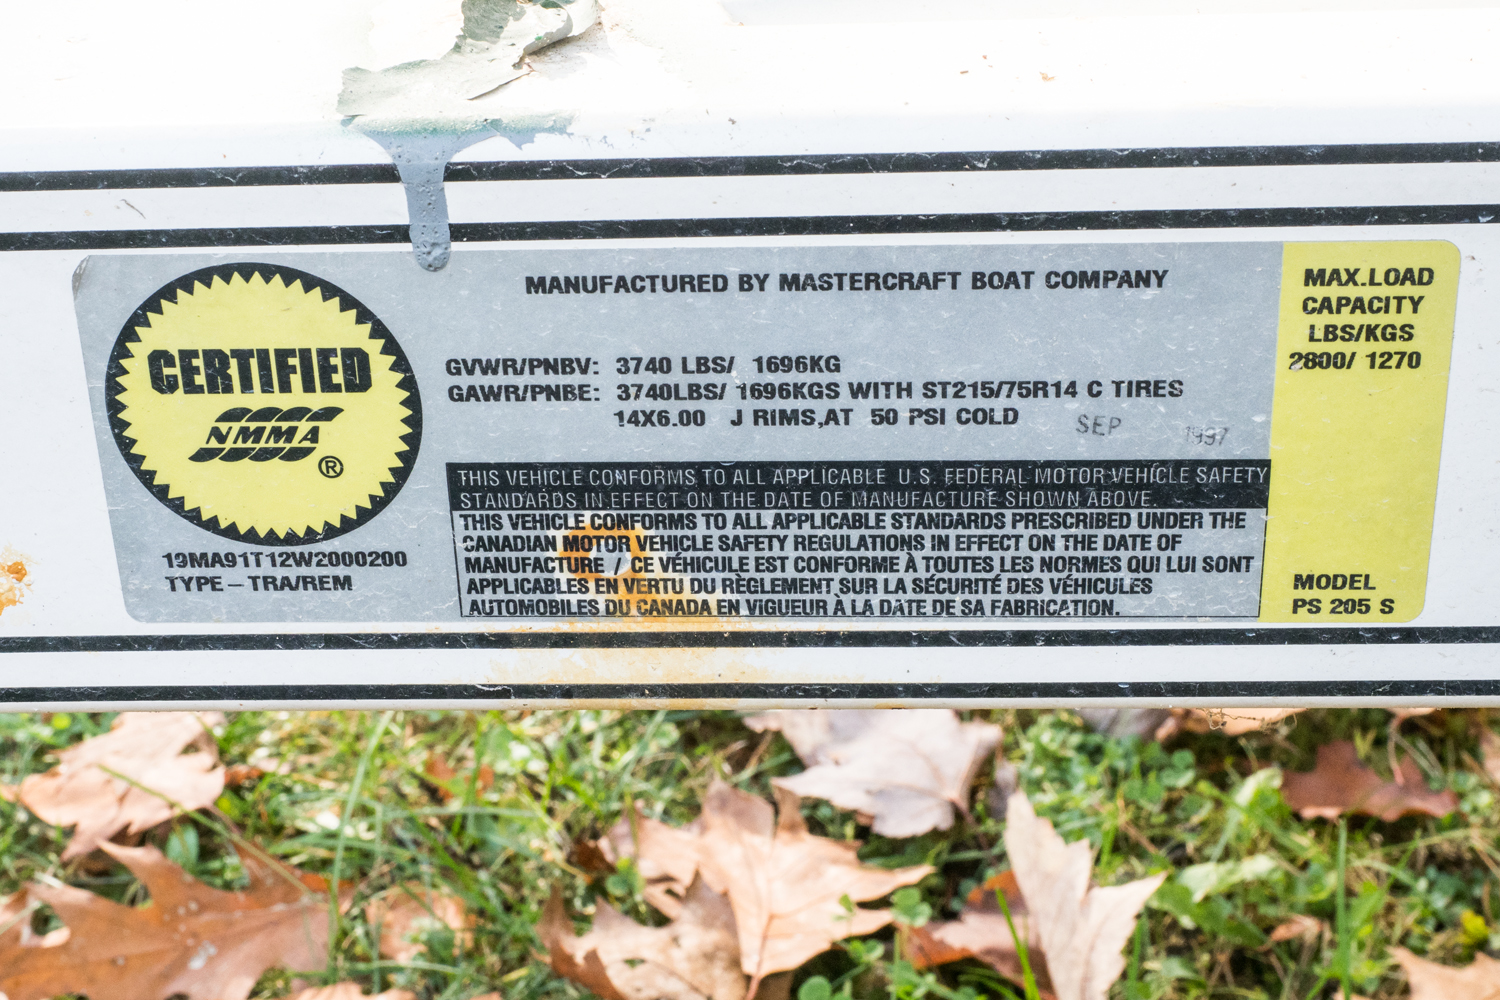 CERTIFIED
NMMA
®
19MA91T12W2000200
TYPE – TRA/REM
MANUFACTURED BY MASTERCRAFT BOAT COMPANY
GVWR/PNBV: 3740 LBS/ 1696KG
GAWR/PNBE: 3740LBS/ 1696KGS WITH ST215/75R14 C TIRES
14X6.00 J RIMS,AT 50 PSI COLD
SEP 1997
THIS VEHICLE CONFORMS TO ALL APPLICABLE U.S. FEDERAL MOTOR VEHICLE SAFETY
STANDARDS IN EFFECT ON THE DATE OF MANUFACTURE SHOWN ABOVE.
THIS VEHICLE CONFORMS TO ALL APPLICABLE STANDARDS PRESCRIBED UNDER THE
CANADIAN MOTOR VEHICLE SAFETY REGULATIONS IN EFFECT ON THE DATE OF
MANUFACTURE / CE VÉHICULE EST CONFORME À TOUTES LES NORMES QUI LUI SONT
APPLICABLES EN VERTU DU RÈGLEMENT SUR LA SÉCURITÉ DES VÉHICULES
AUTOMOBILES DU CANADA EN VIGUEUR À LA DATE DE SA FABRICATION.
MAX.LOAD
CAPACITY
LBS/KGS
2800/ 1270
MODEL
PS 205 S